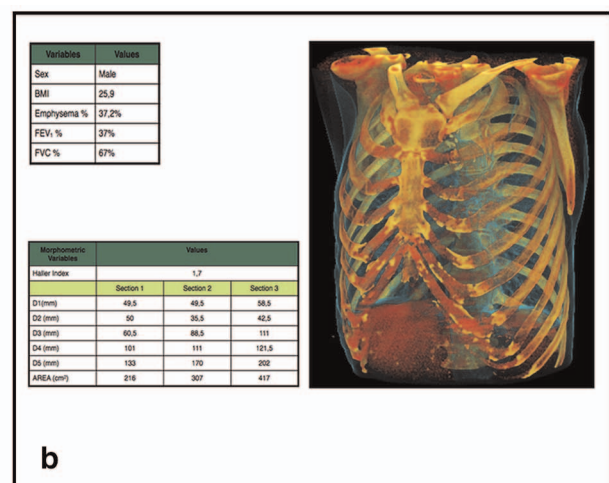 Variables Values
Sex Male
BMI 25,9
Emphysema % 37,2%
FEV₁ % 37%
FVC % 67%
Morphometric Variables Values
Haller Index 1,7
Section 1 Section 2 Section 3
D1(mm) 49,5 49,5 58,5
D2 (mm) 50 35,5 42,5
D3 (mm) 60,5 88,5 111
D4 (mm) 101 111 121,5
D5 (mm) 133 170 202
AREA (cm²) 216 307 417
b